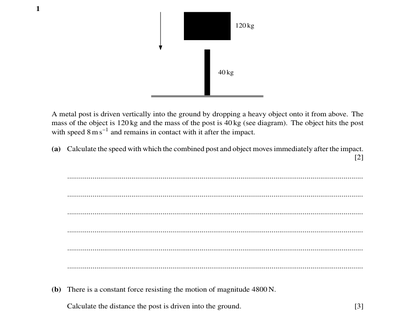 1
120 kg
40 kg
A metal post is driven vertically into the ground by dropping a heavy object onto it from above. The
mass of the object is 120 kg and the mass of the post is 40 kg (see diagram). The object hits the post
with speed 8 m s⁻¹ and remains in contact with it after the impact.
(a) Calculate the speed with which the combined post and object moves immediately after the impact.
[2]
(b) There is a constant force resisting the motion of magnitude 4800 N.
Calculate the distance the post is driven into the ground. [3]